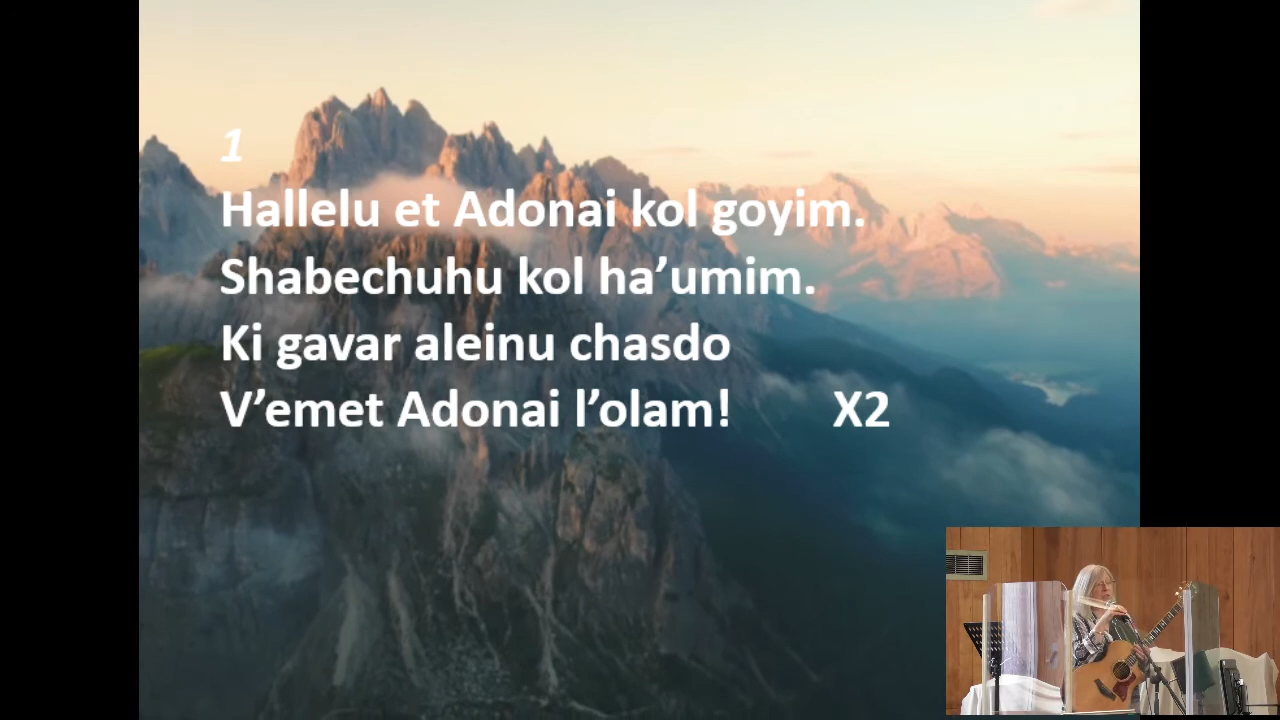 1
Hallelu et Adonai kol goyim.
Shabechuhu kol ha’umim.
Ki gavar aleinu chasdo
V’emet Adonai l’olam! X2